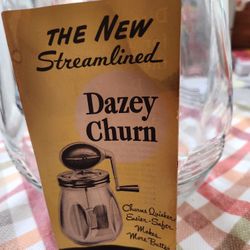 THE NEW
Streamlined
Dazey
Churn
Churns Quicker
Easier-Safer
Makes
More Butter